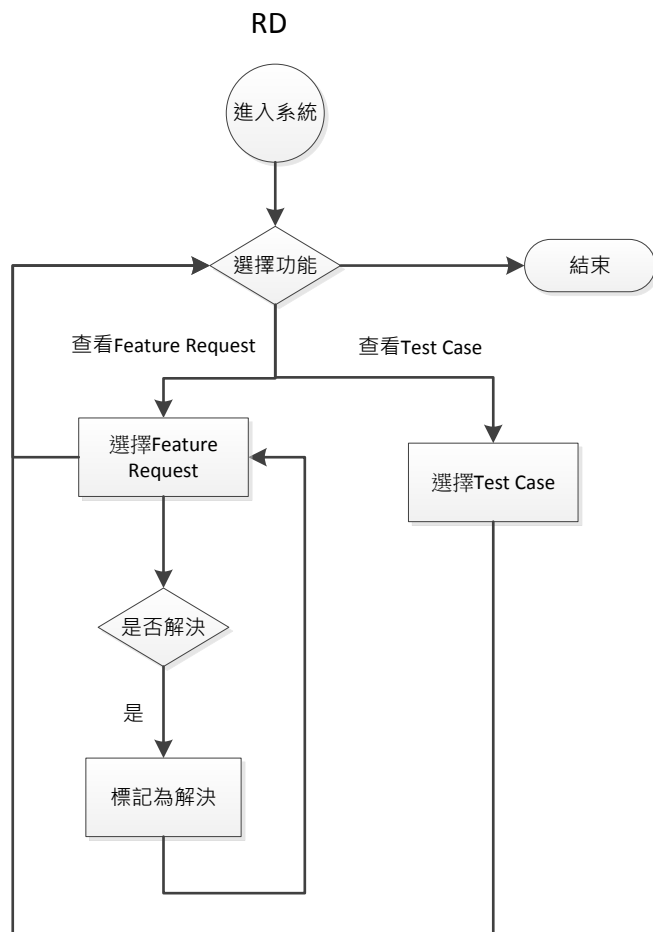 RD
進入系統
選擇功能
結束
查看Feature Request
查看Test Case
選擇Feature
Request
選擇Test Case
是否解決
是
標記為解決